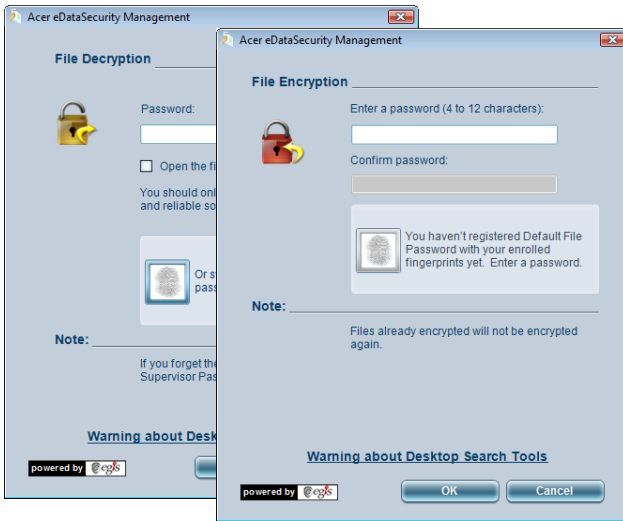 Acer eDataSecurity Management
File Decryption
Password:
Open the fi
You should onl
and reliable so
Or s
pass
Note:
If you forget the
Supervisor Pas
Warning about Desk
powered by egis
Acer eDataSecurity Management
File Encryption
Enter a password (4 to 12 characters):
Confirm password:
You haven't registered Default File
Password with your enrolled
fingerprints yet. Enter a password.
Note:
Files already encrypted will not be encrypted
again.
Warning about Desktop Search Tools
powered by egis
OK
Cancel